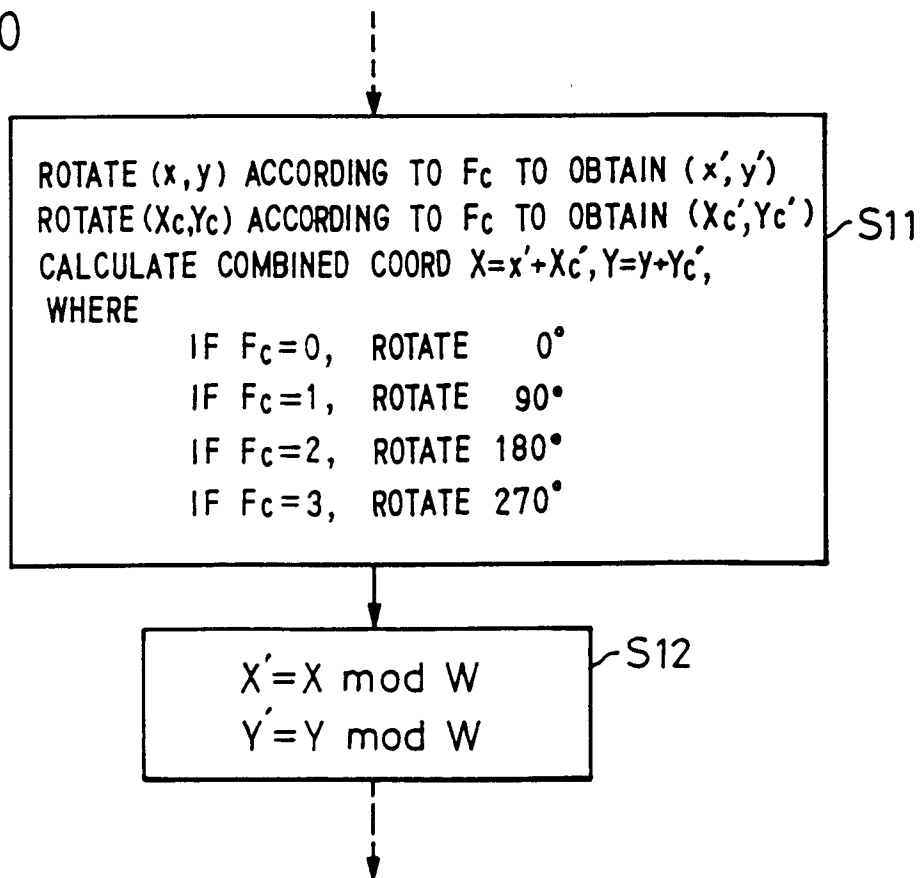 0
ROTATE (x,y) ACCORDING TO Fc TO OBTAIN (x′,y′)
ROTATE (Xc,Yc) ACCORDING TO Fc TO OBTAIN (Xc′,Yc′)
CALCULATE COMBINED COORD X=x′+Xc′, Y=y+Yc′,
WHERE
IF Fc=0, ROTATE 0°
IF Fc=1, ROTATE 90°
IF Fc=2, ROTATE 180°
IF Fc=3, ROTATE 270°
S11
X′=X mod W
Y′=Y mod W
S12